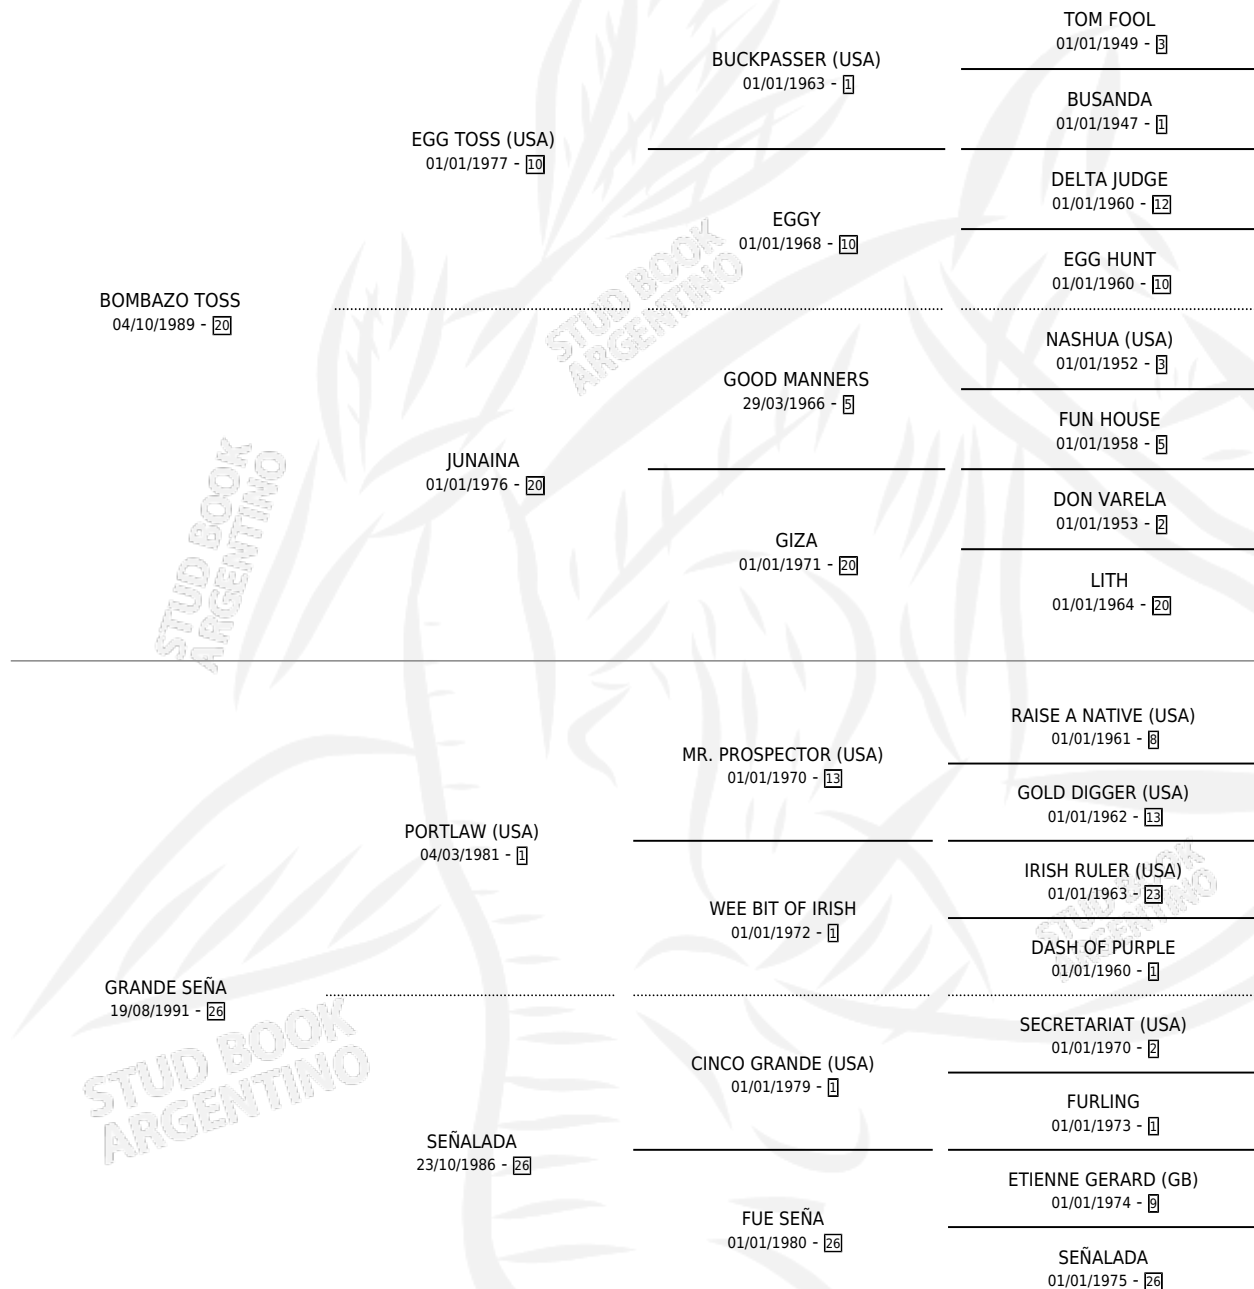 TOM FOOL
01/01/1949 - 3
BUCKPASSER (USA)
01/01/1963 - 1
BUSANDA
01/01/1947 - 1
EGG TOSS (USA)
01/01/1977 - 10
DELTA JUDGE
01/01/1960 - 12
EGGY
01/01/1968 - 10
EGG HUNT
01/01/1960 - 10
BOMBAZO TOSS
04/10/1989 - 20
NASHUA (USA)
01/01/1952 - 3
GOOD MANNERS
29/03/1966 - 5
FUN HOUSE
01/01/1958 - 5
JUNAINA
01/01/1976 - 20
DON VARELA
01/01/1953 - 2
GIZA
01/01/1971 - 20
LITH
01/01/1964 - 20
RAISE A NATIVE (USA)
01/01/1961 - 8
MR. PROSPECTOR (USA)
01/01/1970 - 13
GOLD DIGGER (USA)
01/01/1962 - 13
PORTLAW (USA)
04/03/1981 - 1
IRISH RULER (USA)
01/01/1963 - 23
WEE BIT OF IRISH
01/01/1972 - 1
DASH OF PURPLE
01/01/1960 - 1
GRANDE SEÑA
19/08/1991 - 26
SECRETARIAT (USA)
01/01/1970 - 2
CINCO GRANDE (USA)
01/01/1979 - 1
FURLING
01/01/1973 - 1
SEÑALADA
23/10/1986 - 26
ETIENNE GERARD (GB)
01/01/1974 - 9
FUE SEÑA
01/01/1980 - 26
SEÑALADA
01/01/1975 - 26
STUD BOOK
ARGENTINO
STUD BOOK
ARGENTINO
STUD BOOK
ARGENTINO
STUD BOOK
ARGENTINO